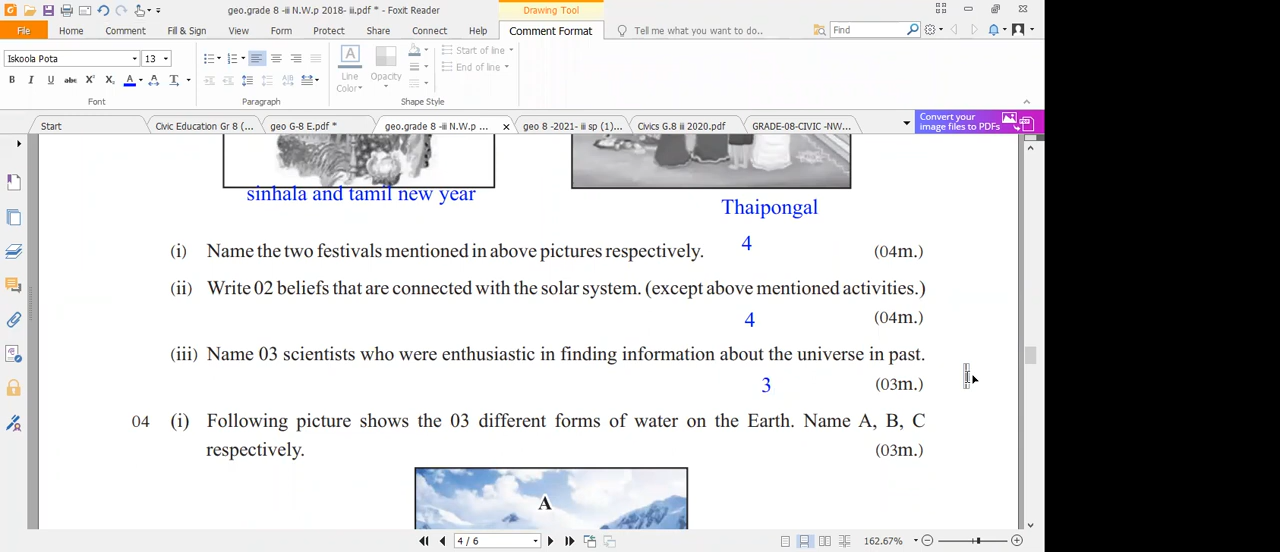 geo.grade 8 -ii N.W.p 2018- ii.pdf * - Foxit Reader
Drawing Tool
File
Home
Comment
Fill & Sign
View
Form
Protect
Share
Connect
Help
Comment Format
Tell me what you want to do..
Find
Iskoola Pota
13
Line Color
Opacity
Start of line
End of line
Font
Paragraph
Shape Style
Start
Civic Education Gr 8 (...
geo G-8 E.pdf *
geo.grade 8 -ii N.W.p ...
geo 8 -2021- ii sp (1)...
Civics G.8 ii 2020.pdf
GRADE-08-CIVIC -NW...
Convert your
image files to PDFs
sinhala and tamil new year
Thaipongal
(i) Name the two festivals mentioned in above pictures respectively. 4 (04m.)
(ii) Write 02 beliefs that are connected with the solar system. (except above mentioned activities.)
4 (04m.)
(iii) Name 03 scientists who were enthusiastic in finding information about the universe in past.
3 (03m.)
04 (i) Following picture shows the 03 different forms of water on the Earth. Name A, B, C
respectively. (03m.)
A
4 / 6
162.67%